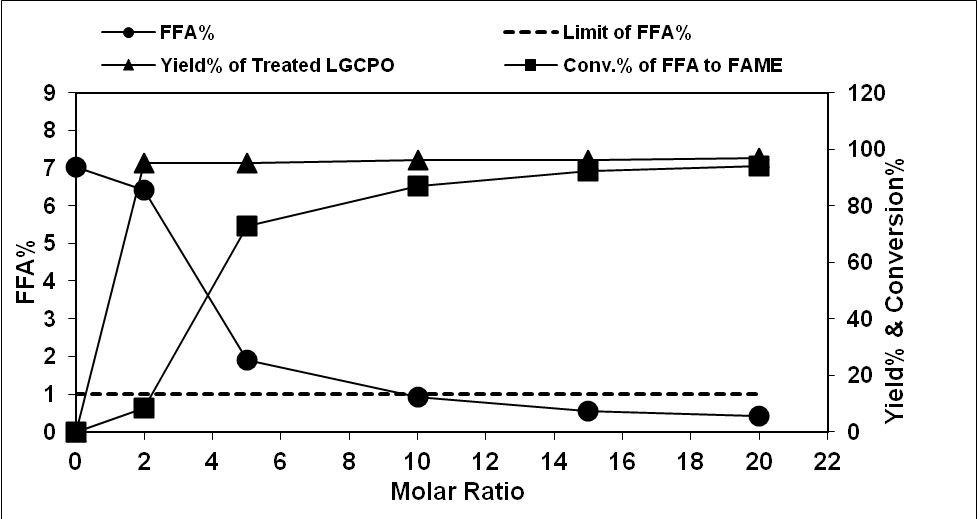 FFA% Limit of FFA%
Yield% of Treated LGCPO Conv.% of FFA to FAME
9 120
8
7 100
6 80
5
4 60
3 40
2
1 20
0 0
FFA%
Yield% & Conversion%
0 2 4 6 8 10 12 14 16 18 20 22
Molar Ratio